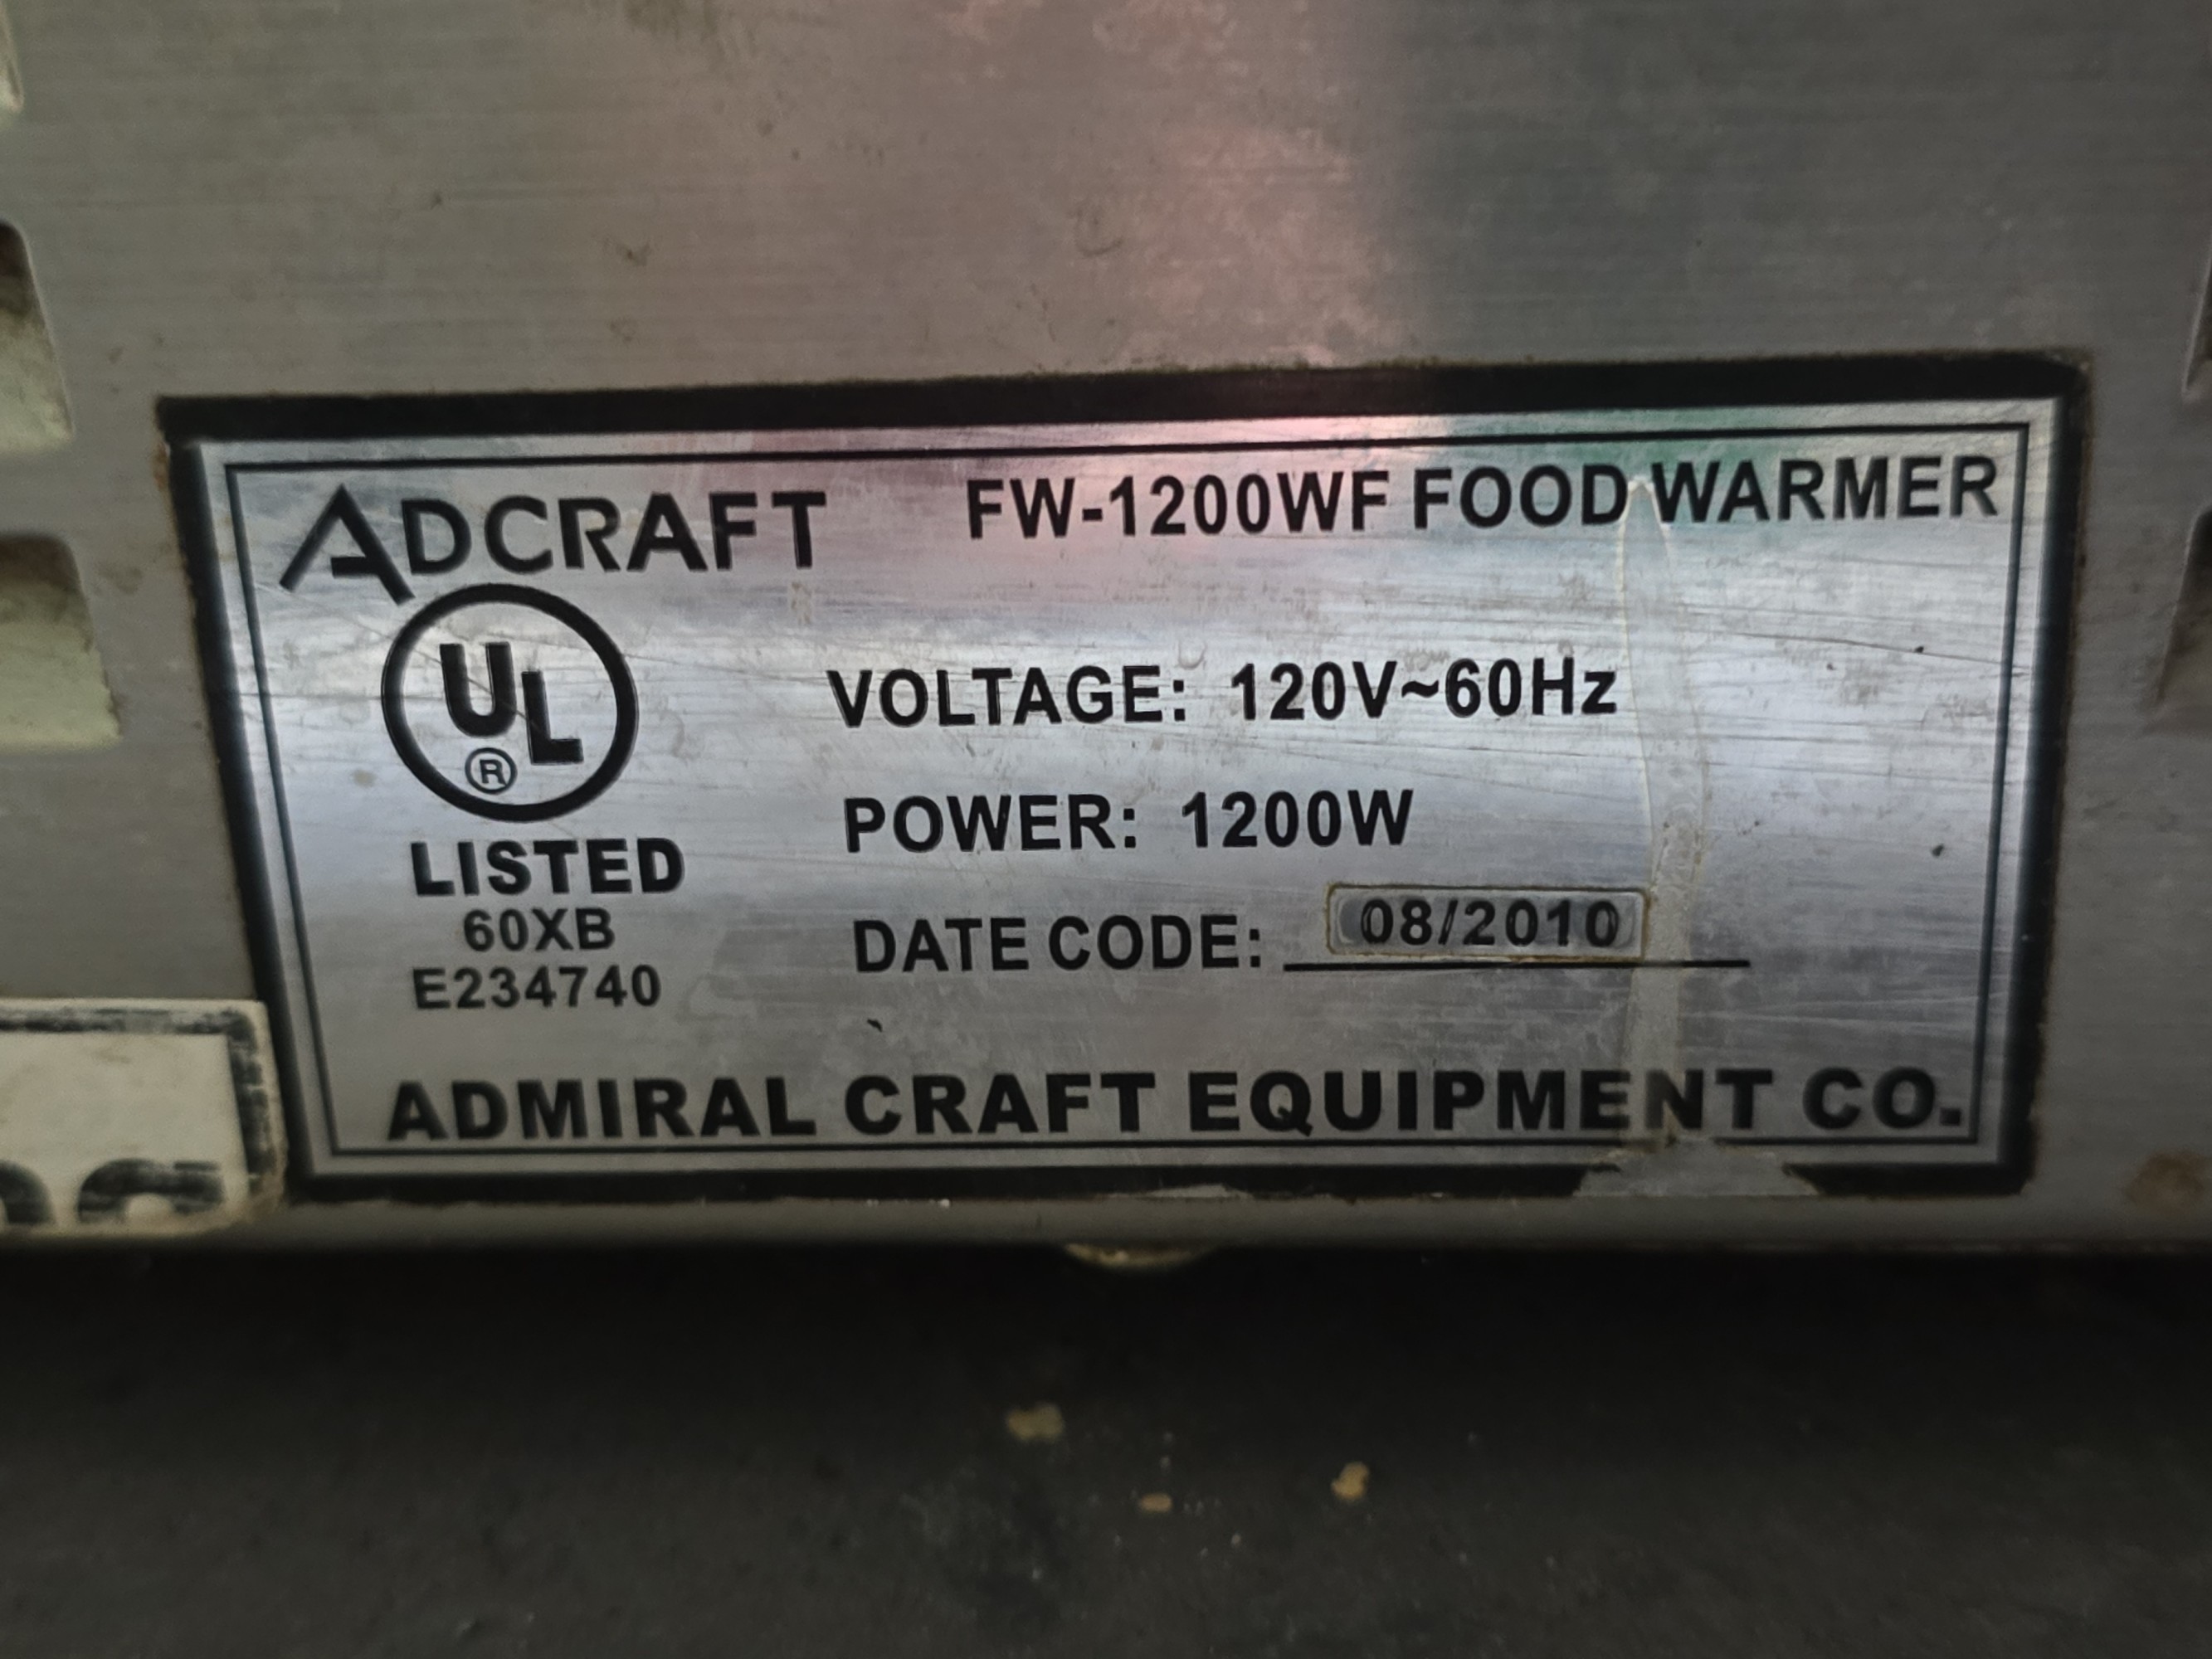 ADCRAFT FW-1200WF FOOD WARMER
UL
®
LISTED
60XB
E234740
VOLTAGE: 120V~60Hz
POWER: 1200W
DATE CODE: 08/2010
ADMIRAL CRAFT EQUIPMENT CO.